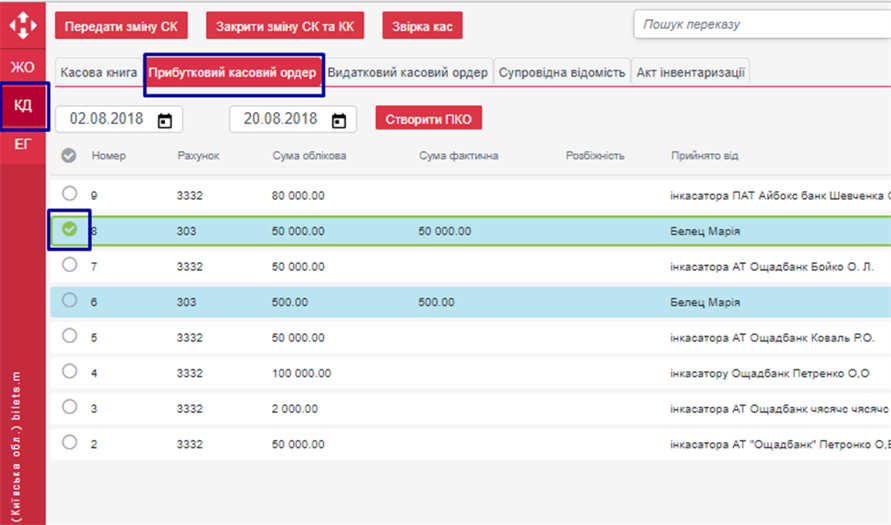 Передати зміну СК Закрити зміну СК та КК Звірка кас Пошук переказу
ЖО
КД
ЕГ
Касова книга Прибутковий касовий ордер Видатковий касовий ордер Супровідна відомість Акт інвентаризації
02.08.2018 20.08.2018 Створити ПКО
Номер Рахунок Сума облікова Сума фактична Розбіжність Прийнято від
9 3332 80 000.00 інкасатора ПАТ Айбокс банк Шевченка
8 303 50 000.00 50 000.00 Белец Марія
7 3332 50 000.00 інкасатора АТ Ощадбанк Бойко О. Л.
6 303 500.00 500.00 Белец Марія
5 3332 50 000.00 інкасатора АТ Ощадбанк Коваль Р.О.
4 3332 100 000.00 інкасатору Ощадбанк Петренко О,О
3 3332 2 000.00 інкасатора АТ Ощадбанк чясячс чясячс
2 3332 50 000.00 інкасатора АТ "Ощадбанк" Петронко О,
(Київська обл.) bilets.m